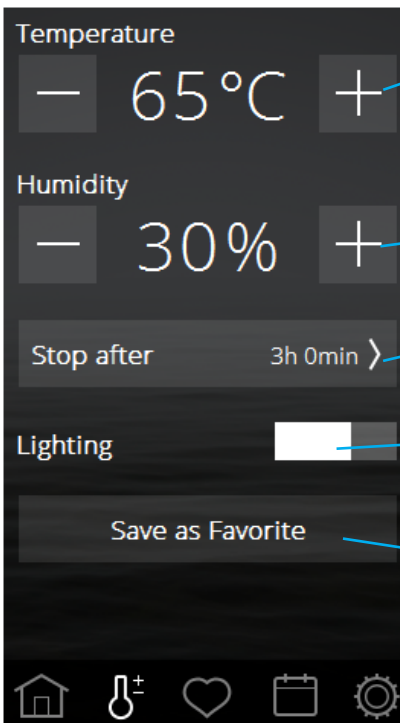 Temperature
65°C
Humidity
30%
Stop after 3h 0min
Lighting
Save as Favorite